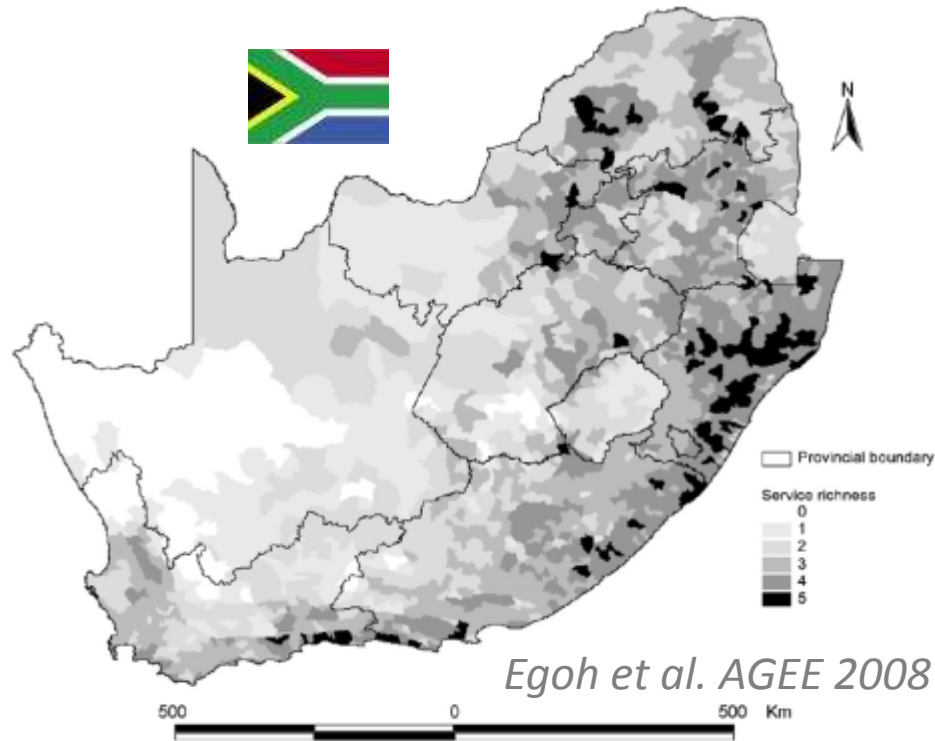 N
Provincial boundary
Service richness
0
1
2
3
4
5
Egoh et al. AGEE 2008
500 0 500 Km